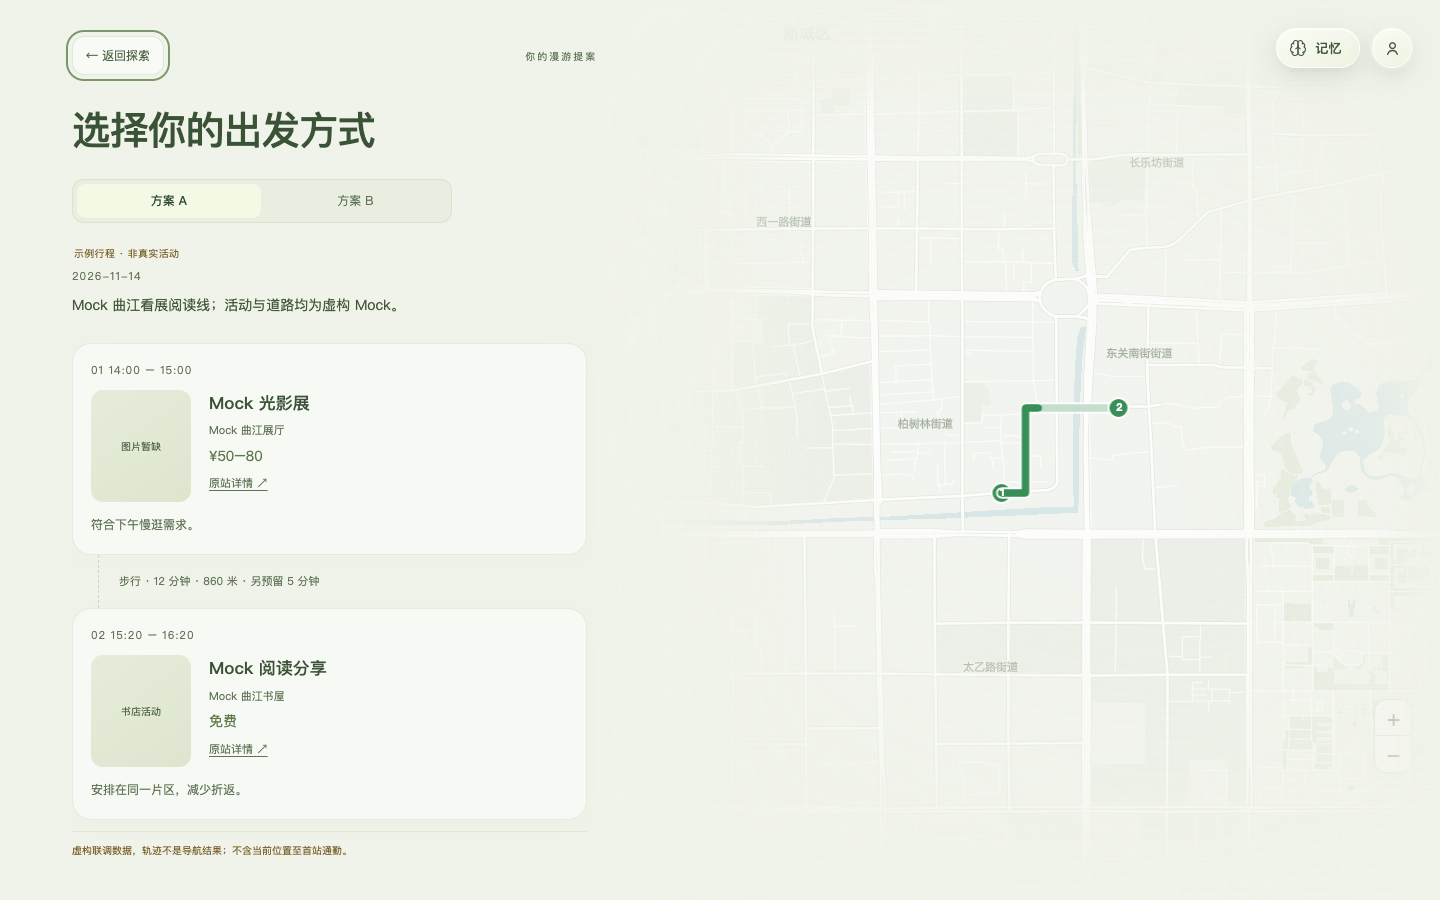 ← 返回探索
你的漫游提案
记忆
选择你的出发方式
方案 A
方案 B
示例行程 · 非真实活动
2026-11-14
Mock 曲江看展阅读线；活动与道路均为虚构 Mock。
01 14:00 — 15:00
图片暂缺
Mock 光影展
Mock 曲江展厅
¥50—80
原站详情 ↗
符合下午慢逛需求。
步行 · 12 分钟 · 860 米 · 另预留 5 分钟
02 15:20 — 16:20
书店活动
Mock 阅读分享
Mock 曲江书屋
免费
原站详情 ↗
安排在同一片区，减少折返。
虚构联调数据，轨迹不是导航结果；不含当前位置至首站通勤。
新城区
长乐坊街道
西一路街道
东关南街街道
柏树林街道
太乙路街道
1
2
+
−